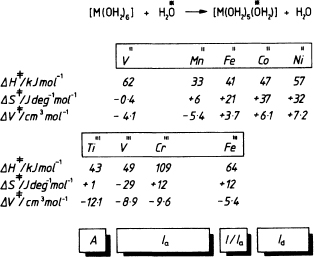 [M(OH₂)₆] + H₂O* ⟶ [M(OH₂)₅(OH₂*)] + H₂O
V" Mn" Fe" Co" Ni"
ΔH‡/kJmol⁻¹ 62 33 41 47 57
ΔS‡/Jdeg⁻¹mol⁻¹ -0·4 +6 +21 +37 +32
ΔV‡/cm³mol⁻¹ -4·1 -5·4 +3·7 +6·1 +7·2
Ti''' V''' Cr''' Fe'''
ΔH‡/kJmol⁻¹ 43 49 109 64
ΔS‡/Jdeg⁻¹mol⁻¹ +1 -29 +12 +12
ΔV‡/cm³mol⁻¹ -12·1 -8·9 -9·6 -5·4
A Iₐ I/Iₐ I_d